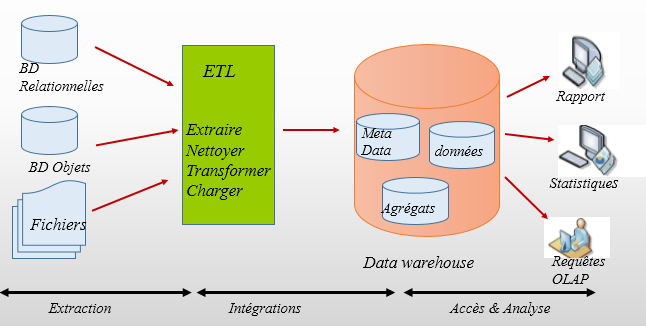 BD
Relationnelles
BD Objets
Fichiers
ETL
Extraire
Nettoyer
Transformer
Charger
Meta
Data
données
Agrégats
Data warehouse
Rapport
Statistiques
Requêtes
OLAP
Extraction
Intégrations
Accès & Analyse